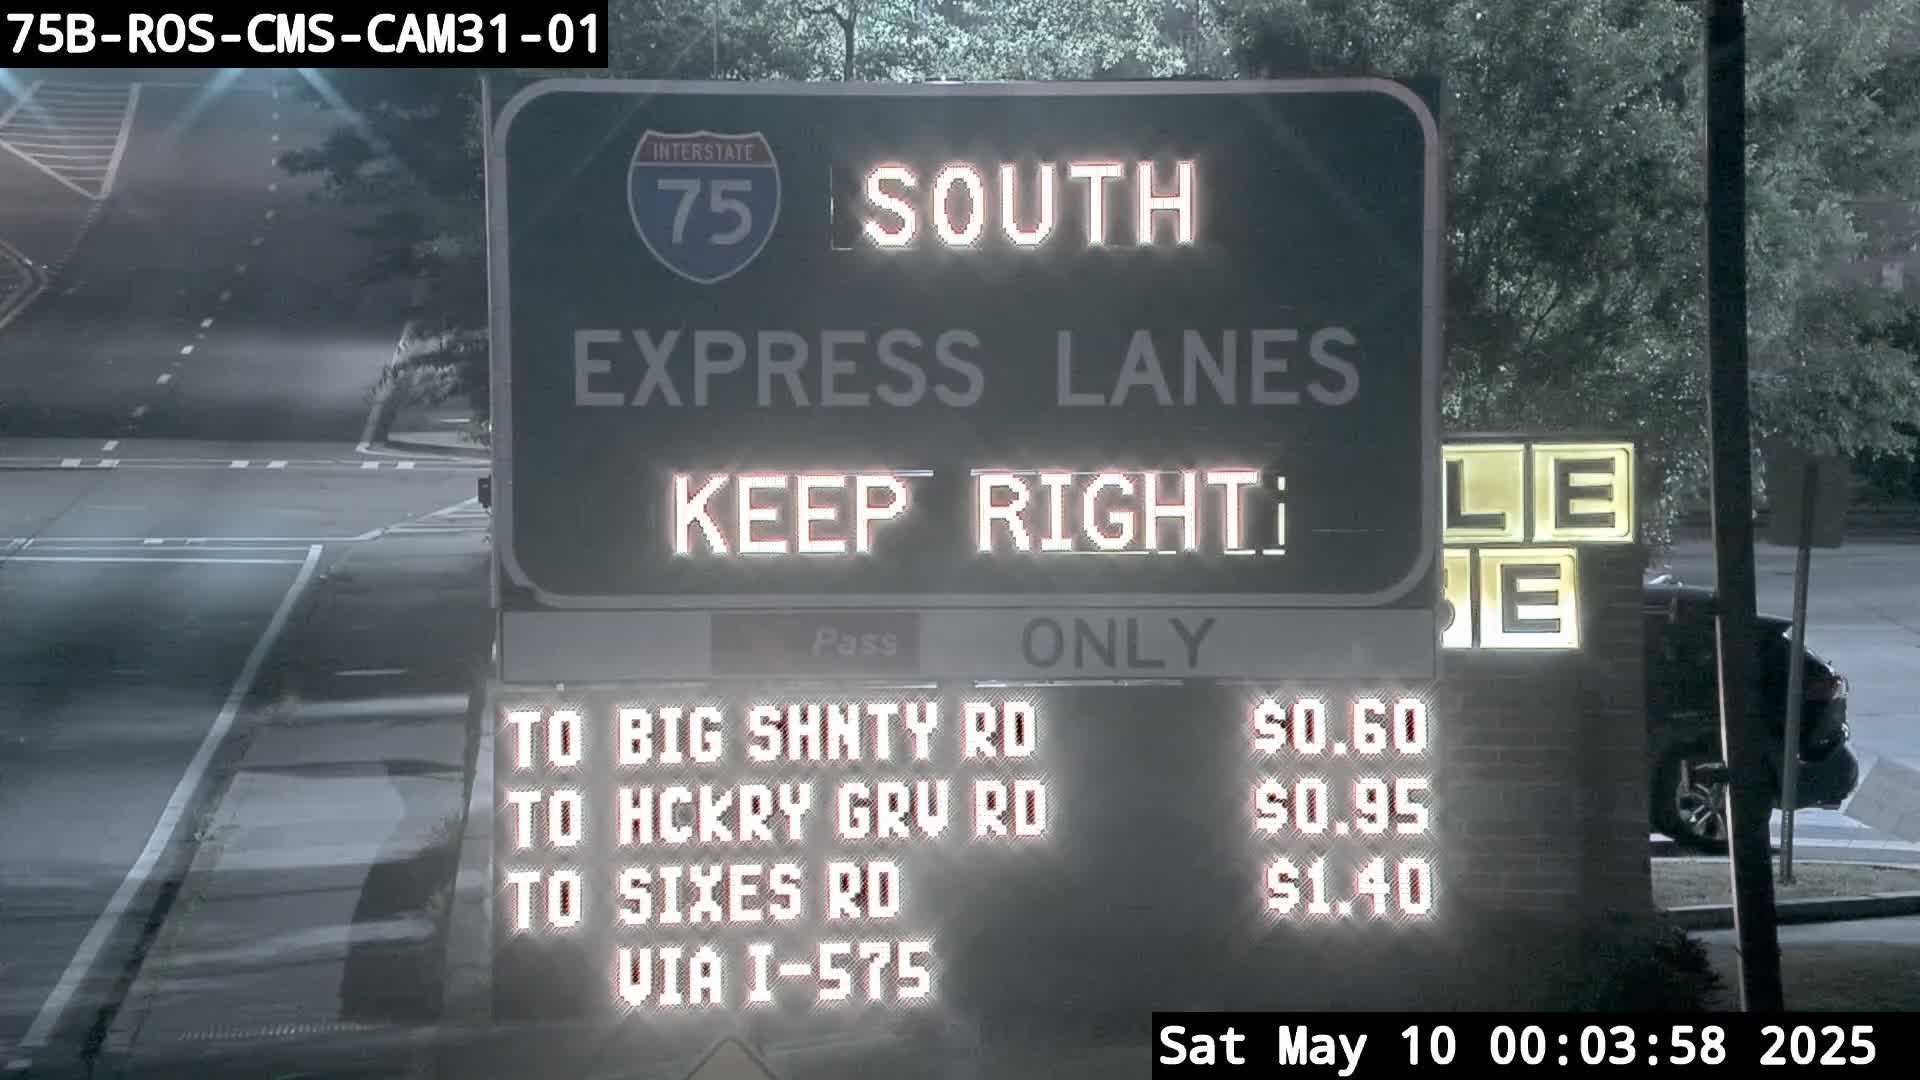 75B-ROS-CMS-CAM31-01
INTERSTATE
75
SOUTH
EXPRESS LANES
KEEP RIGHT
Pass ONLY
TO BIG SHNTY RD $0.60
TO HCKRY GRV RD $0.95
TO SIXES RD $1.40
VIA I-575
LE
E
Sat May 10 00:03:58 2025